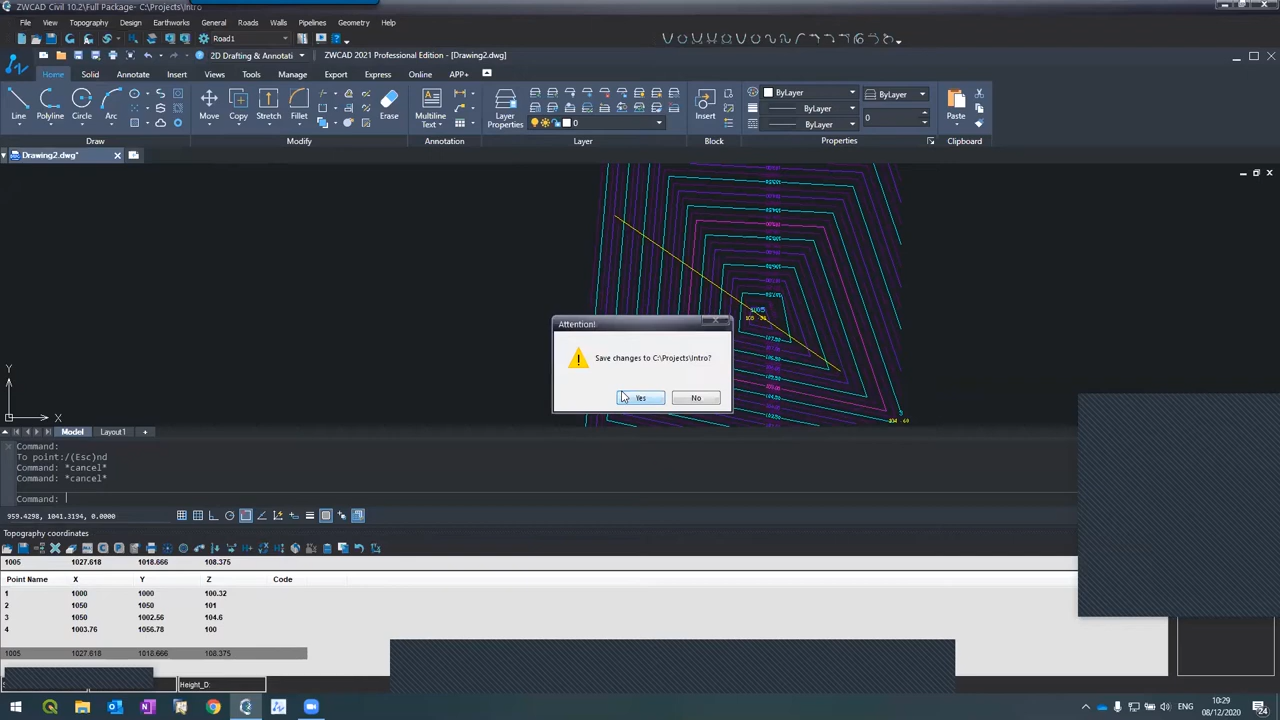 ZWCAD Civil 10.2\Full Package - C:\Projects\Intro
File View Topography Design Earthworks General Roads Walls Pipelines Geometry Help
Road1
2D Drafting & Annotati ZWCAD 2021 Professional Edition - [Drawing2.dwg]
Home Solid Annotate Insert Views Tools Manage Export Express Online APP+
Line Polyline Circle Arc Move Copy Stretch Fillet Erase Multiline Text Layer Properties 0 Insert ByLayer ByLayer ByLayer ByLayer 0 Paste
Draw Modify Annotation Layer Block Properties Clipboard
Drawing2.dwg*
1005
Attention!
Save changes to C:\Projects\Intro?
Yes No
Y
X
Model Layout1 +
Command:
To point:/(Esc)nd
Command: *cancel*
Command: *cancel*
Command:
959.4298, 1041.3194, 0.0000
Topography coordinates
1005 1027.618 1018.666 108.375
Point Name X Y Z Code
1 1000 1000 100.32
2 1050 1050 101
3 1050 1002.56 104.6
4 1003.76 1056.78 100
1005 1027.618 1018.666 108.375
Height_D:
ENG 10:29
08/12/2020 24